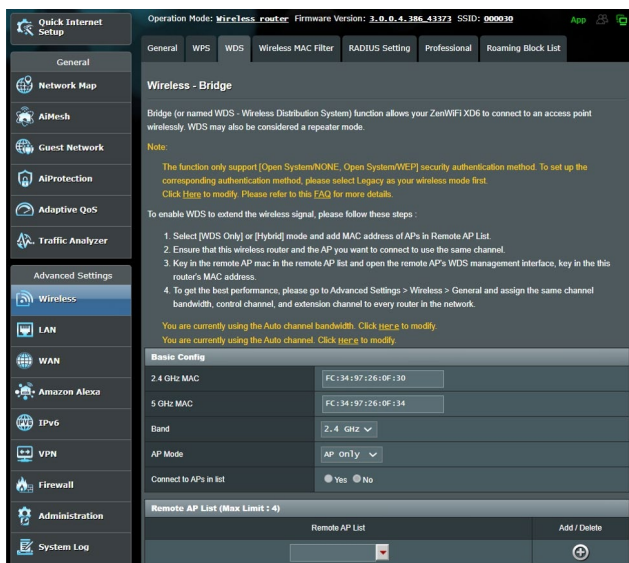 Quick Internet
Setup
Operation Mode: Wireless router Firmware Version: 3.0.0.4.386_43373 SSID: 000030 App
General WPS WDS Wireless MAC Filter RADIUS Setting Professional Roaming Block List
General
Network Map
AiMesh
Guest Network
AiProtection
Adaptive QoS
Traffic Analyzer
Advanced Settings
Wireless
LAN
WAN
Amazon Alexa
IPv6
VPN
Firewall
Administration
System Log
Wireless - Bridge
Bridge (or named WDS - Wireless Distribution System) function allows your ZenWiFi XD6 to connect to an access point
wirelessly. WDS may also be considered a repeater mode.
Note:
The function only support [Open System/NONE, Open System/WEP] security authentication method. To set up the
corresponding authentication method, please select Legacy as your wireless mode first.
Click Here to modify. Please refer to this FAQ for more details.
To enable WDS to extend the wireless signal, please follow these steps :
1. Select [WDS Only] or [Hybrid] mode and add MAC address of APs in Remote AP List.
2. Ensure that this wireless router and the AP you want to connect to use the same channel.
3. Key in the remote AP mac in the remote AP list and open the remote AP's WDS management interface, key in the this
router's MAC address.
4. To get the best performance, please go to Advanced Settings > Wireless > General and assign the same channel
bandwidth, control channel, and extension channel to every router in the network.
You are currently using the Auto channel bandwidth. Click Here to modify.
You are currently using the Auto channel. Click Here to modify.
Basic Config
2.4 GHz MAC FC:34:97:26:0F:30
5 GHz MAC FC:34:97:26:0F:34
Band 2.4 GHz
AP Mode AP Only
Connect to APs in list Yes No
Remote AP List (Max Limit : 4)
Remote AP List Add / Delete